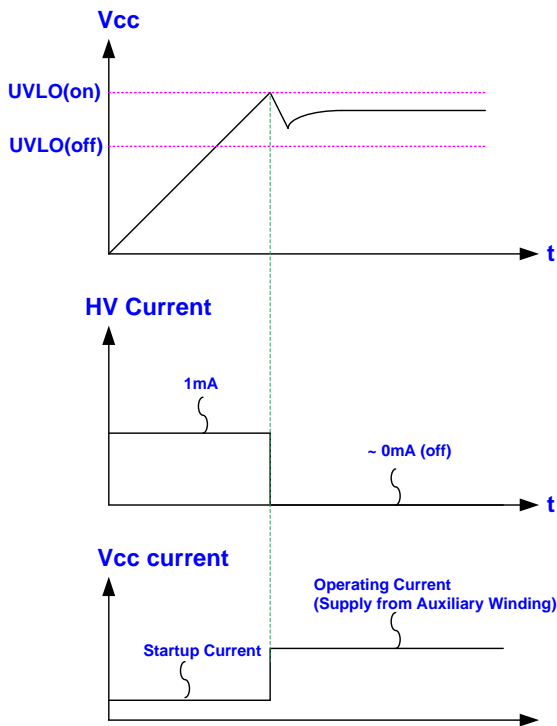 Vcc
UVLO(on)
UVLO(off)
t
HV Current
1mA
~ 0mA (off)
t
Vcc current
Operating Current
(Supply from Auxiliary Winding)
Startup Current